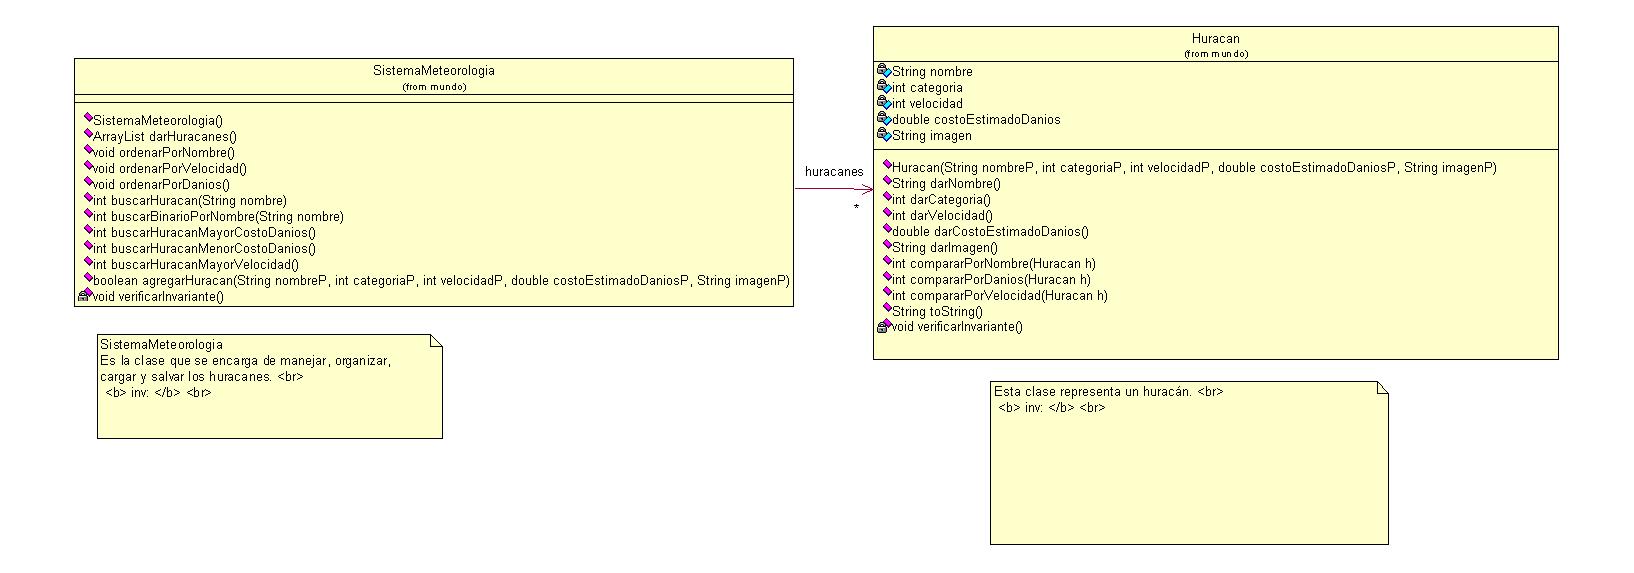 SistemaMeteorologia
(from mundo)
SistemaMeteorologia()
ArrayList darHuracanes()
void ordenarPorNombre()
void ordenarPorVelocidad()
void ordenarPorDanios()
int buscarHuracan(String nombre)
int buscarBinarioPorNombre(String nombre)
int buscarHuracanMayorCostoDanios()
int buscarHuracanMenorCostoDanios()
int buscarHuracanMayorVelocidad()
boolean agregarHuracan(String nombreP, int categoriaP, int velocidadP, double costoEstimadoDaniosP, String imagenP)
void verificarInvariante()
huracanes
*
Huracan
(from mundo)
String nombre
int categoria
int velocidad
double costoEstimadoDanios
String imagen
Huracan(String nombreP, int categoriaP, int velocidadP, double costoEstimadoDaniosP, String imagenP)
String darNombre()
int darCategoria()
int darVelocidad()
double darCostoEstimadoDanios()
String darImagen()
int compararPorNombre(Huracan h)
int compararPorDanios(Huracan h)
int compararPorVelocidad(Huracan h)
String toString()
void verificarInvariante()
SistemaMeteorologia
Es la clase que se encarga de manejar, organizar,
cargar y salvar los huracanes. <br>
<b> inv: </b> <br>
Esta clase representa un huracán. <br>
<b> inv: </b> <br>